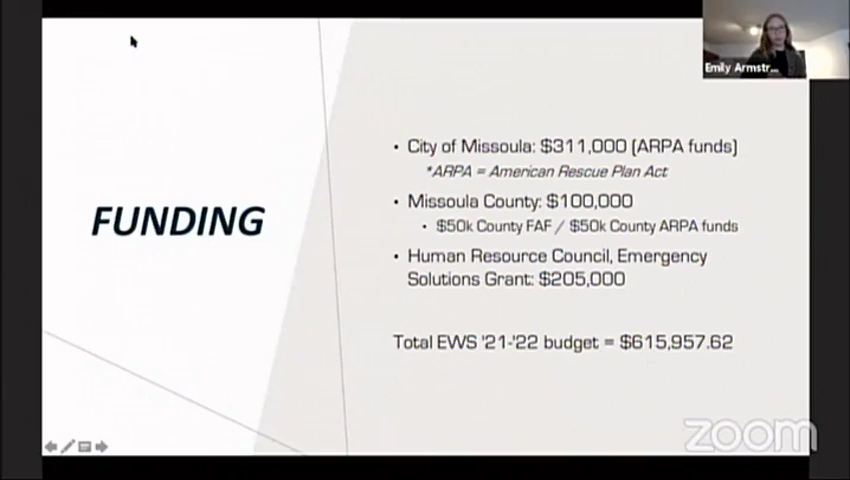 Emily Armstr...
• City of Missoula: $311,000 (ARPA funds)
*ARPA = American Rescue Plan Act
• Missoula County: $100,000
• $50k County FAF / $50k County ARPA funds
FUNDING
• Human Resource Council, Emergency
Solutions Grant: $205,000
Total EWS '21-'22 budget = $615,957.62
zoom